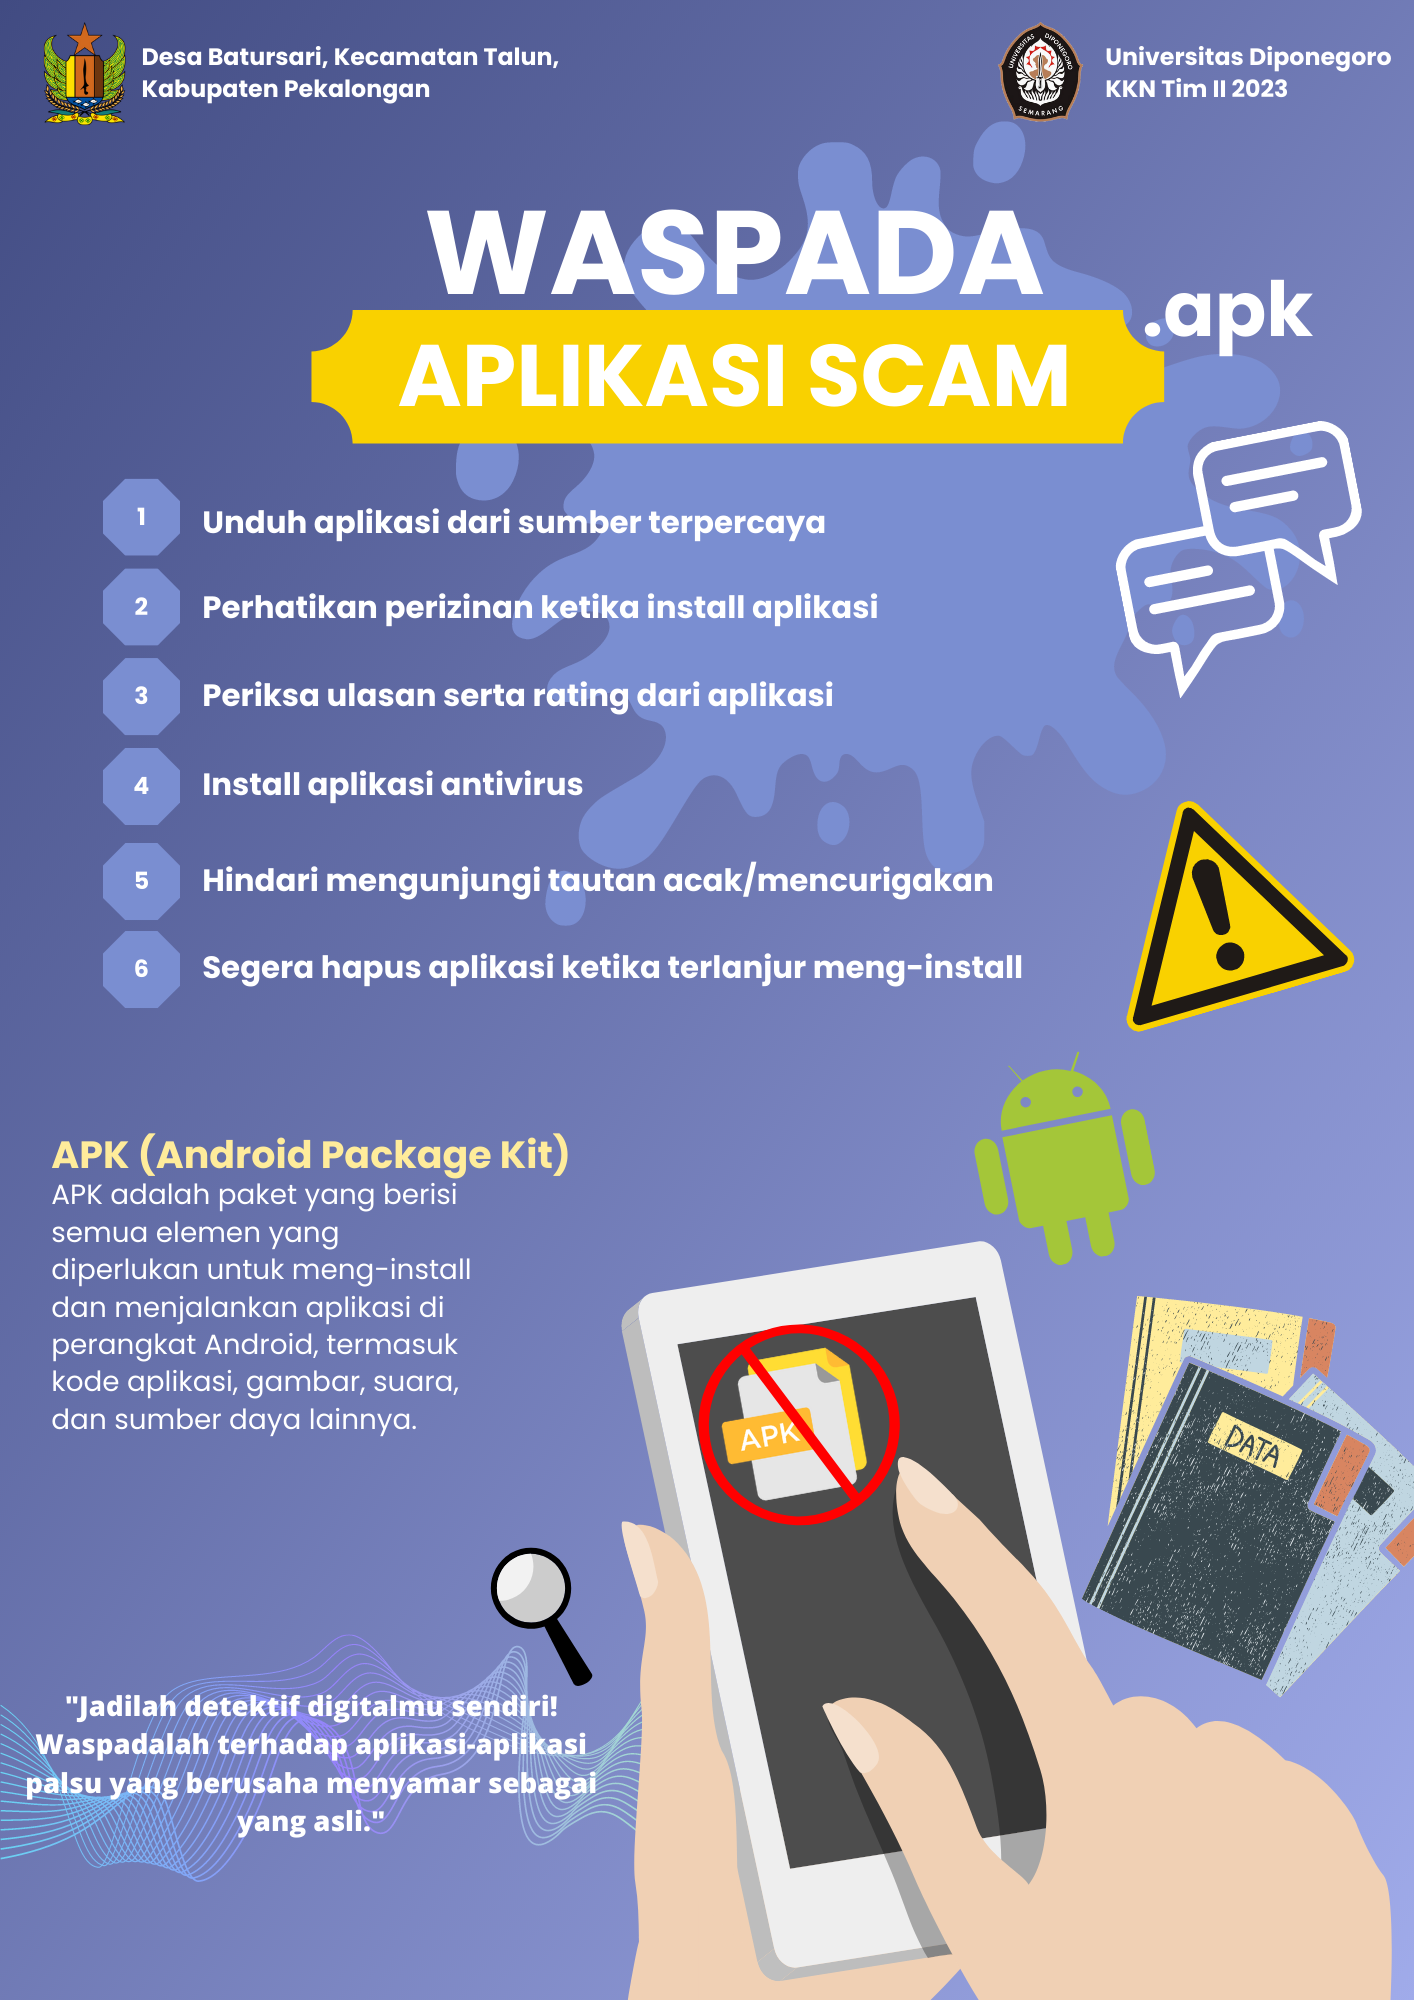 Desa Batursari, Kecamatan Talun,
Kabupaten Pekalongan
UNIVERSITAS DIPONEGORO
SEMARANG
Universitas Diponegoro
KKN Tim II 2023
WASPADA
.apk
APLIKASI SCAM
1 Unduh aplikasi dari sumber terpercaya
2 Perhatikan perizinan ketika install aplikasi
3 Periksa ulasan serta rating dari aplikasi
4 Install aplikasi antivirus
5 Hindari mengunjungi tautan acak/mencurigakan
6 Segera hapus aplikasi ketika terlanjur meng-install
APK (Android Package Kit)
APK adalah paket yang berisi
semua elemen yang
diperlukan untuk meng-install
dan menjalankan aplikasi di
perangkat Android, termasuk
kode aplikasi, gambar, suara,
dan sumber daya lainnya.
APK
DATA
"Jadilah detektif digitalmu sendiri!
Waspadalah terhadap aplikasi-aplikasi
palsu yang berusaha menyamar sebagai
yang asli."